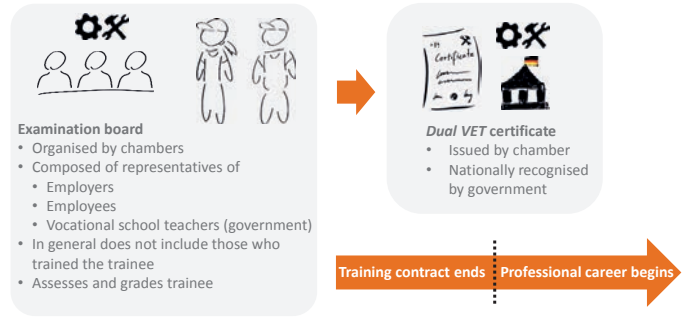 Certificate
Examination board
• Organised by chambers
• Composed of representatives of
• Employers
• Employees
• Vocational school teachers (government)
• In general does not include those who
trained the trainee
• Assesses and grades trainee
Dual VET certificate
• Issued by chamber
• Nationally recognised
by government
Training contract ends
Professional career begins